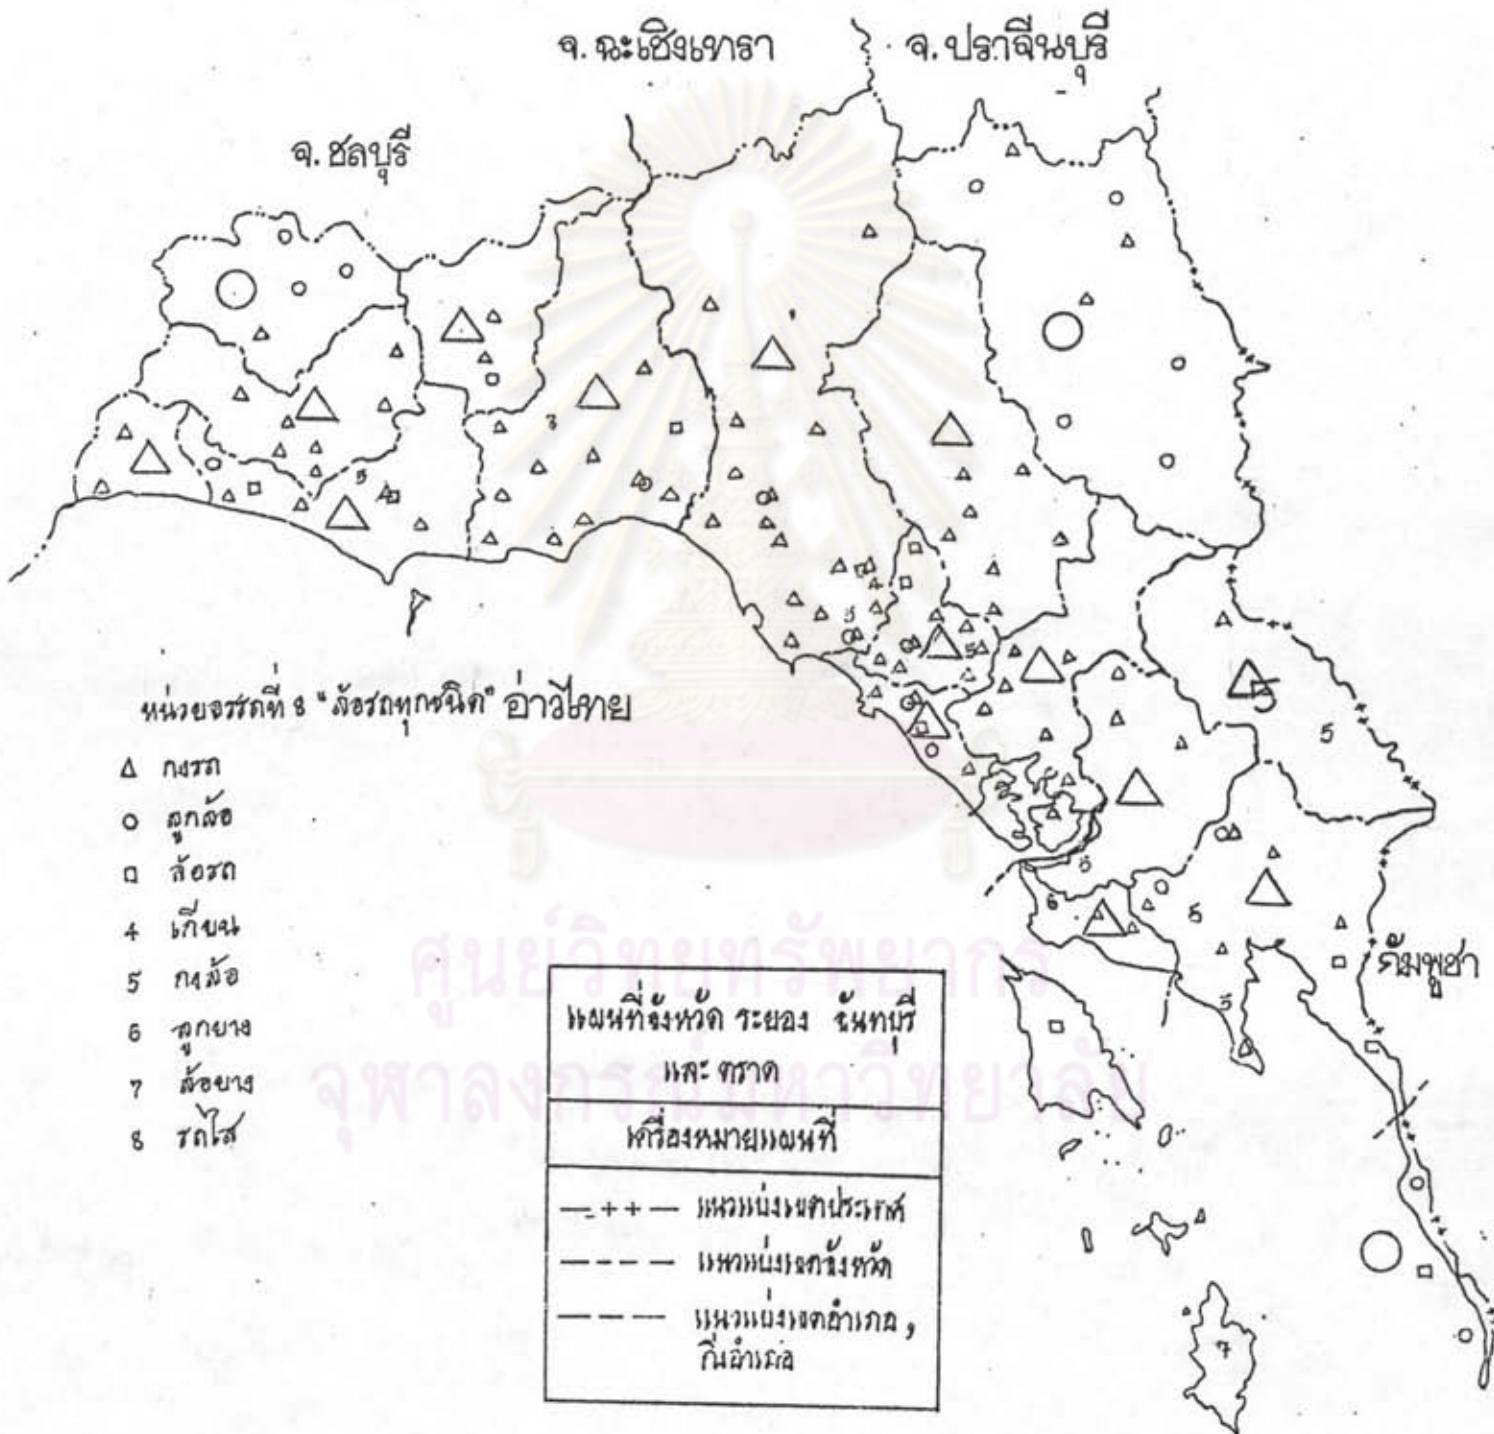 จ.ฉะเชิงเทรา
จ.ปราจีนบุรี
จ.ชลบุรี
หน่วยอรรถที่ 8 "ล้อรถทุกชนิด"
อ่าวไทย
△ กงรถ
○ ลูกล้อ
□ ล้อรถ
4 เกียน
5 กงล้อ
6 ลูกยาง
7 ล้อยาง
8 รถไส
กัมพูชา
แผนที่จังหวัด ระยอง จันทบุรี
และ ตราด
เครื่องหมายแผนที่
แนวแบ่งเขตประเทศ
แนวแบ่งเขตจังหวัด
แนวแบ่งเขตอำเภอ,
กิ่งอำเภอ
ศูนย์วิทยทรัพยากร
จุฬาลงกรณ์มหาวิทยาลัย